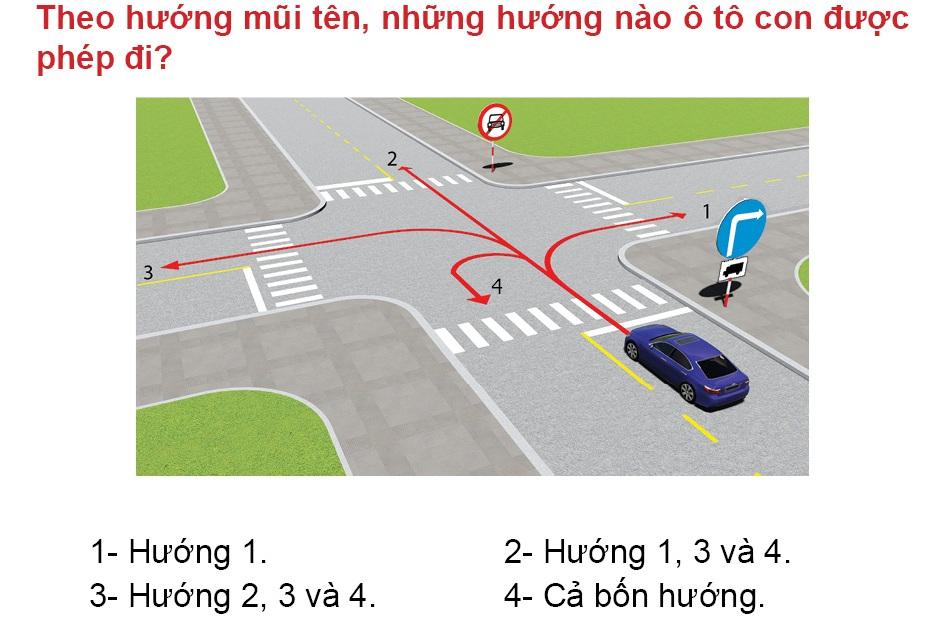 Theo hướng mũi tên, những hướng nào ô tô con được
phép đi?
2
1
3
4
1- Hướng 1.
2- Hướng 1, 3 và 4.
3- Hướng 2, 3 và 4.
4- Cả bốn hướng.